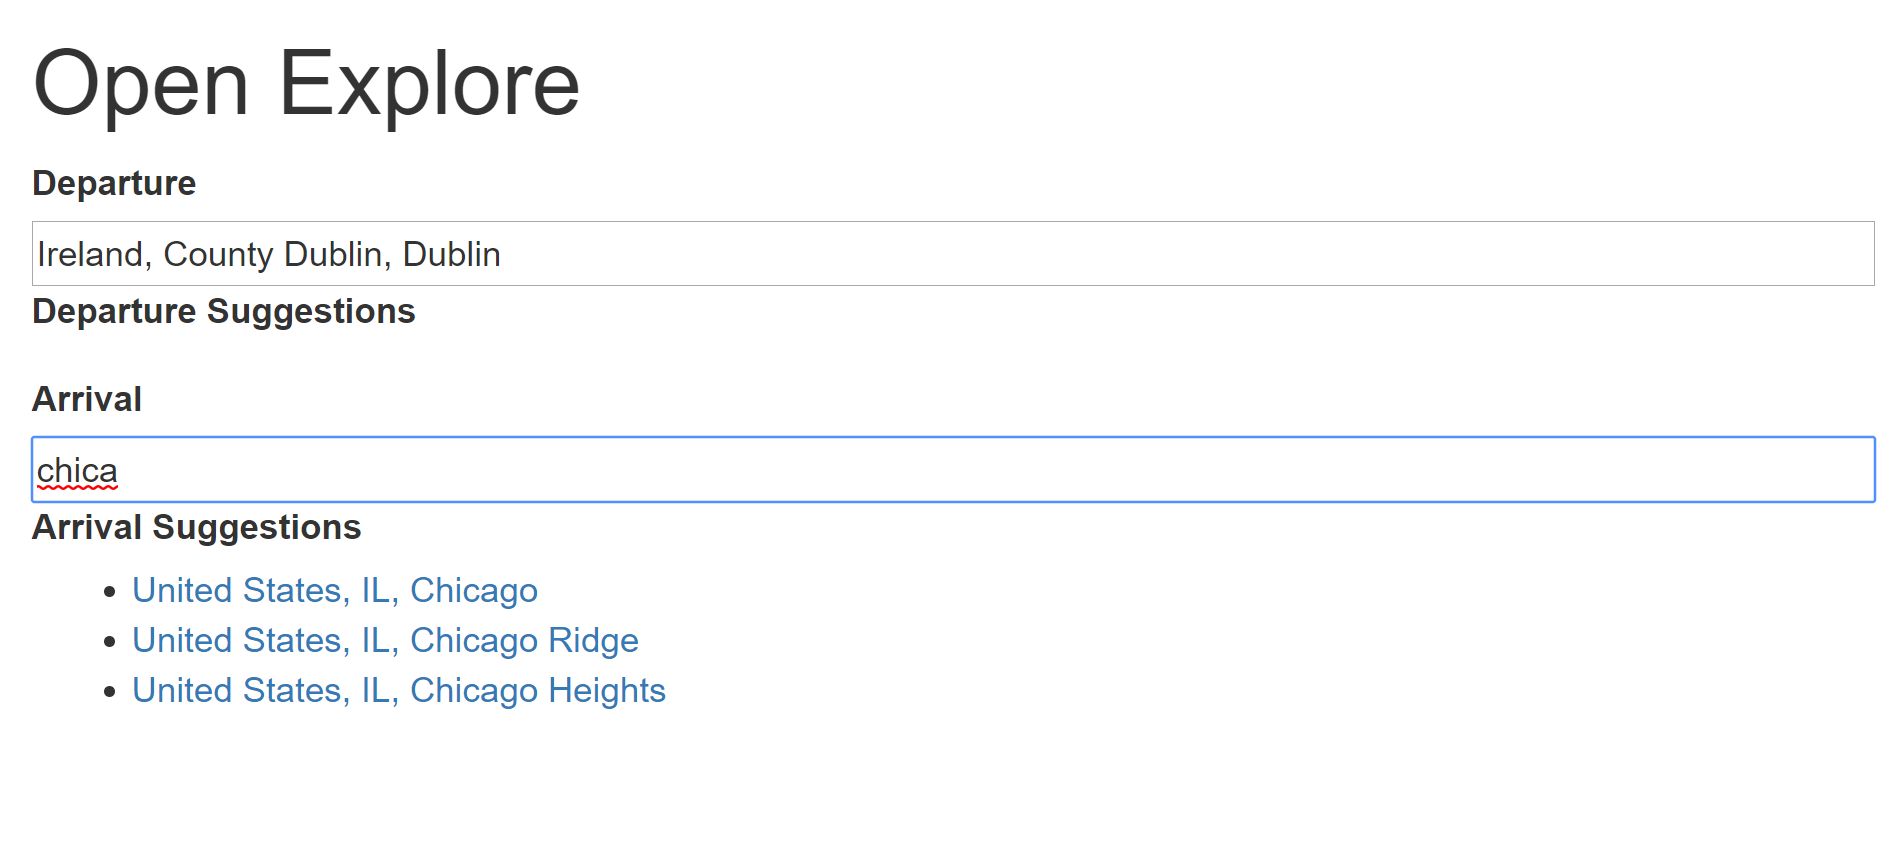 Open Explore
Departure
Ireland, County Dublin, Dublin
Departure Suggestions
Arrival
chica
Arrival Suggestions
United States, IL, Chicago
United States, IL, Chicago Ridge
United States, IL, Chicago Heights